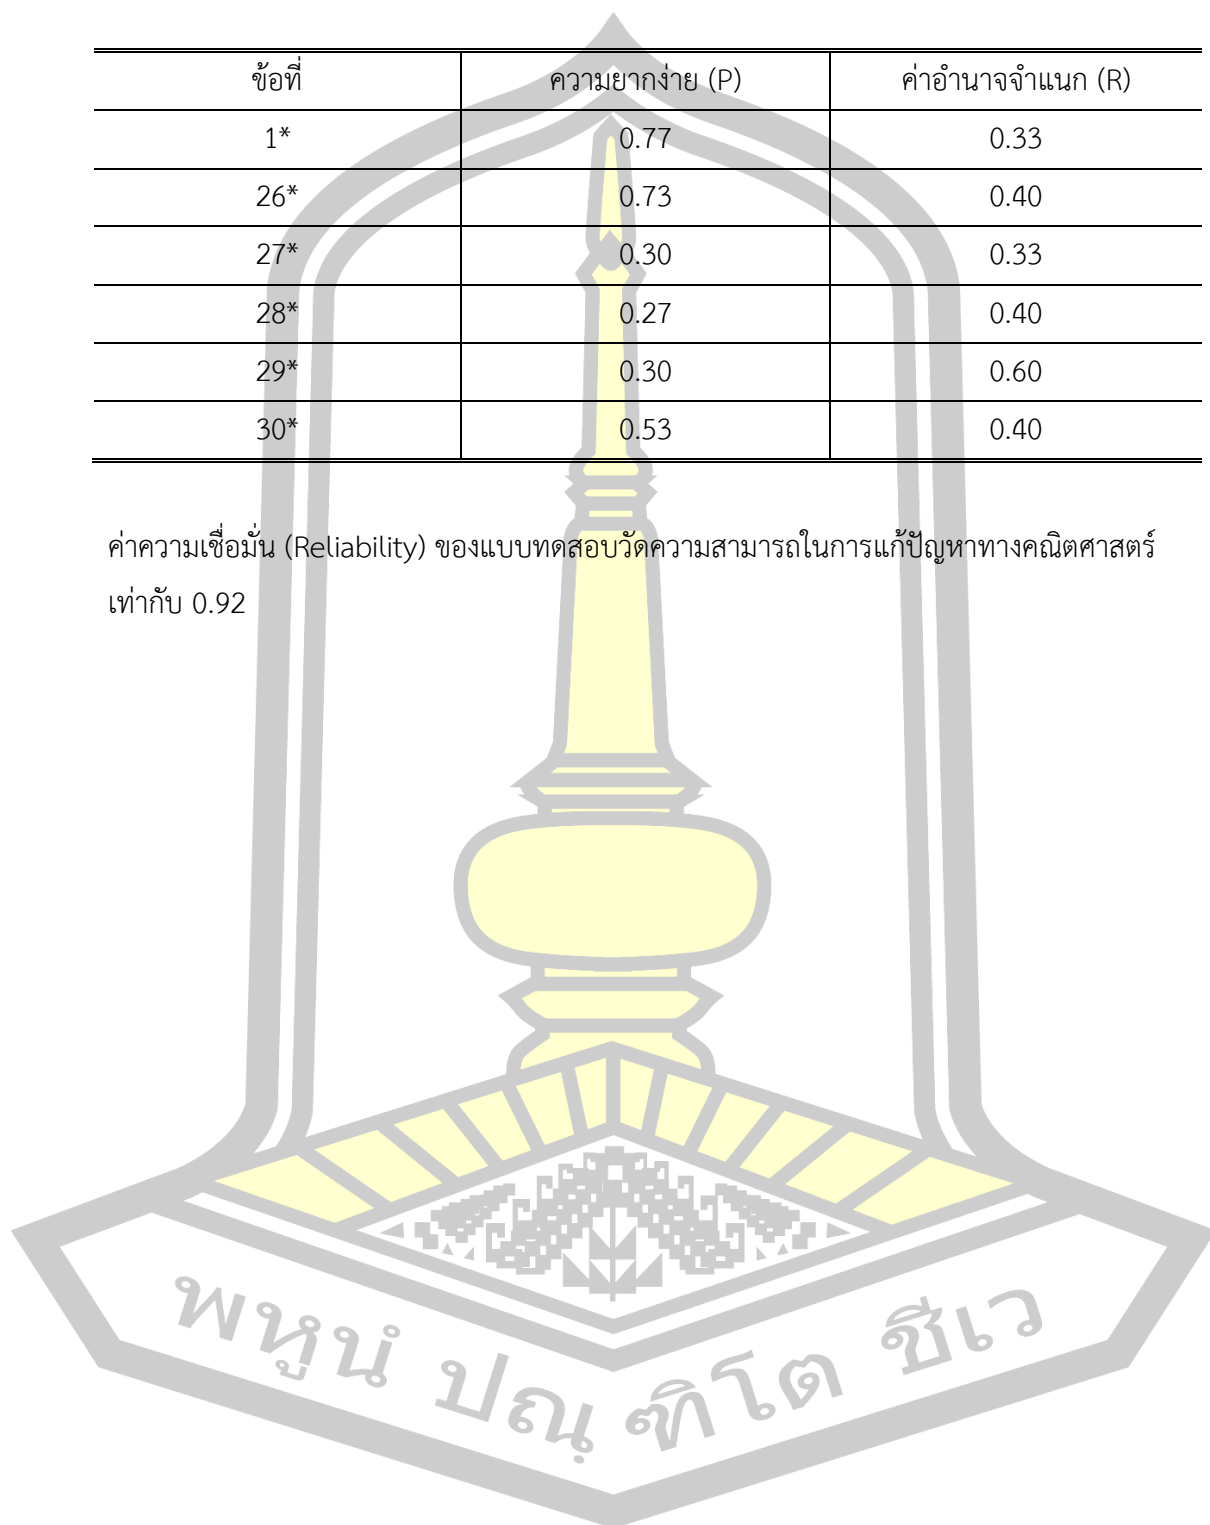 ข้อที่ ความยากง่าย (P) ค่าอำนาจจำแนก (R)
1* 0.77 0.33
26* 0.73 0.40
27* 0.30 0.33
28* 0.27 0.40
29* 0.30 0.60
30* 0.53 0.40
ค่าความเชื่อมั่น (Reliability) ของแบบทดสอบวัดความสามารถในการแก้ปัญหาทางคณิตศาสตร์
เท่ากับ 0.92
พหูนํ ปณฺฑิโต ชีเว